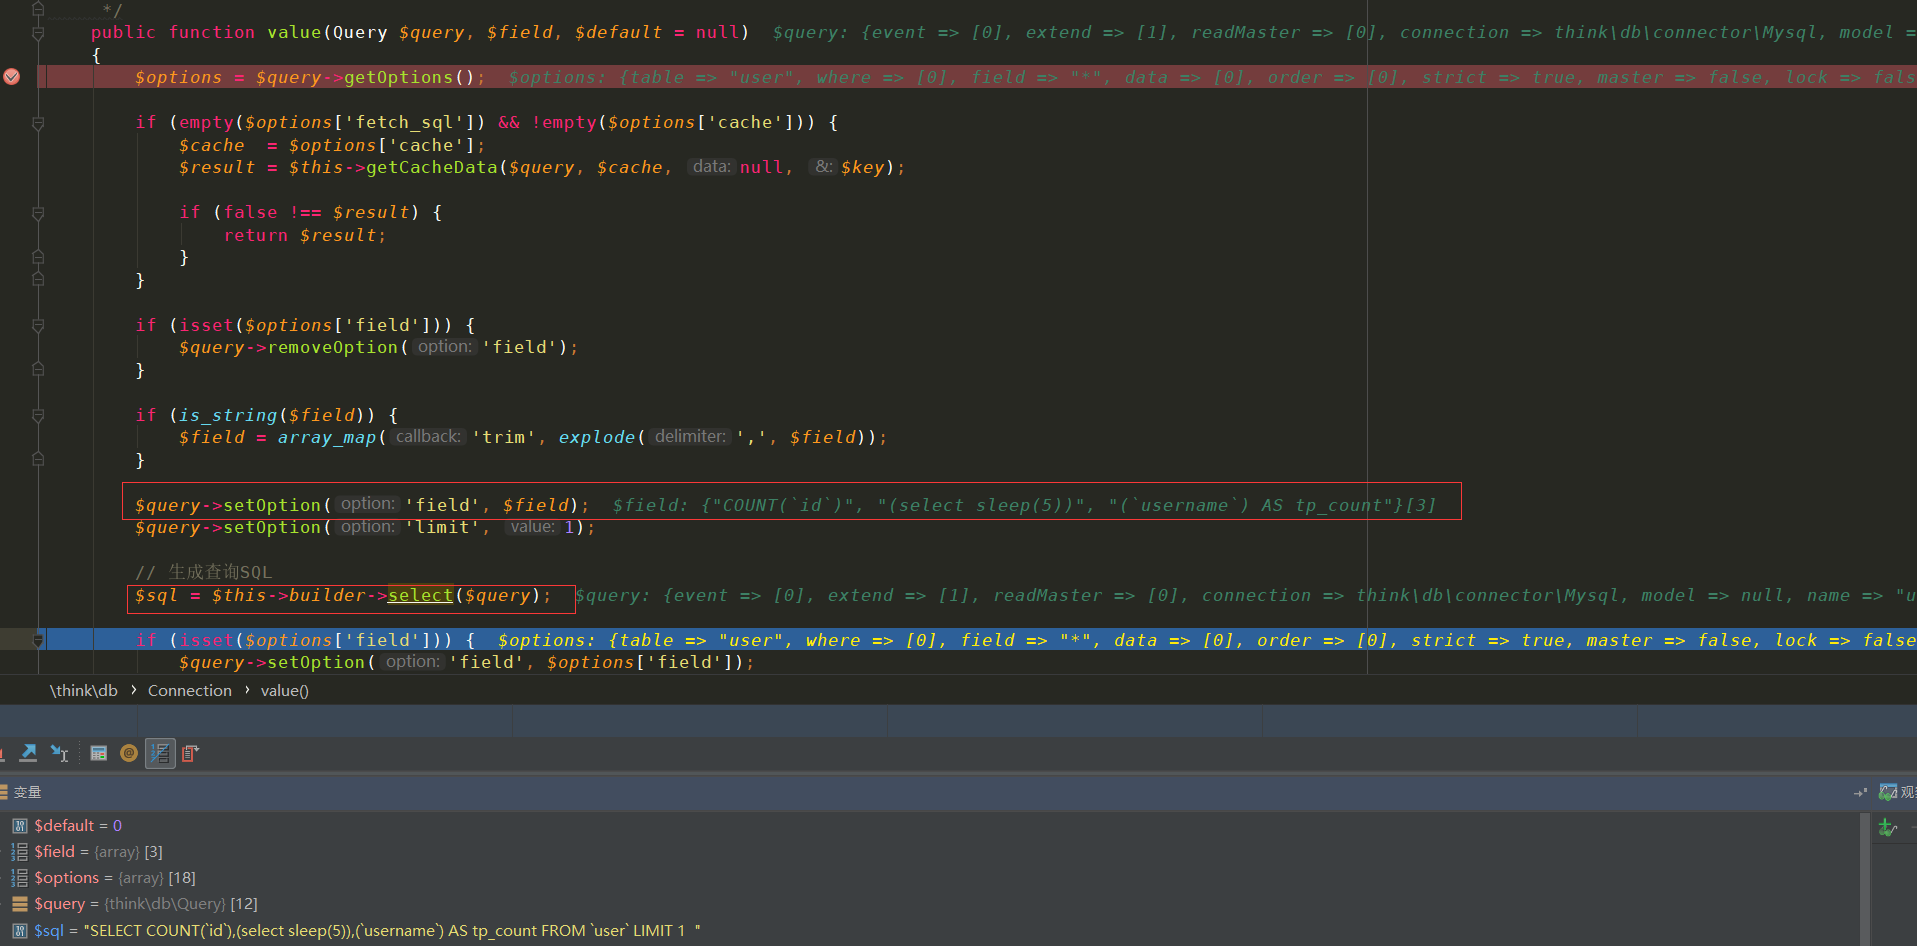 */
public function value(Query $query, $field, $default = null)  $query: {event => [0], extend => [1], readMaster => [0], connection => think\db\connector\Mysql, model =
{
$options = $query->getOptions();  $options: {table => "user", where => [0], field => "*", data => [0], order => [0], strict => true, master => false, lock => fals
if (empty($options['fetch_sql']) && !empty($options['cache'])) {
$cache  = $options['cache'];
$result = $this->getCacheData($query, $cache, data: null, &: $key);
if (false !== $result) {
return $result;
}
}
if (isset($options['field'])) {
$query->removeOption( option: 'field');
}
if (is_string($field)) {
$field = array_map( callback: 'trim', explode( delimiter: ',', $field));
}
$query->setOption( option: 'field', $field);  $field: {"COUNT(`id`)", "(select sleep(5))", "(`username`) AS tp_count"}[3]
$query->setOption( option: 'limit', value: 1);
// 生成查询SQL
$sql = $this->builder->select($query);  $query: {event => [0], extend => [1], readMaster => [0], connection => think\db\connector\Mysql, model => null, name => "u
if (isset($options['field'])) {  $options: {table => "user", where => [0], field => "*", data => [0], order => [0], strict => true, master => false, lock => false
$query->setOption( option: 'field', $options['field']);
\think\db › Connection › value()
变量
观
$default = 0
$field = {array} [3]
$options = {array} [18]
$query = {think\db\Query} [12]
$sql = "SELECT COUNT(`id`),(select sleep(5)),(`username`) AS tp_count FROM `user` LIMIT 1  "